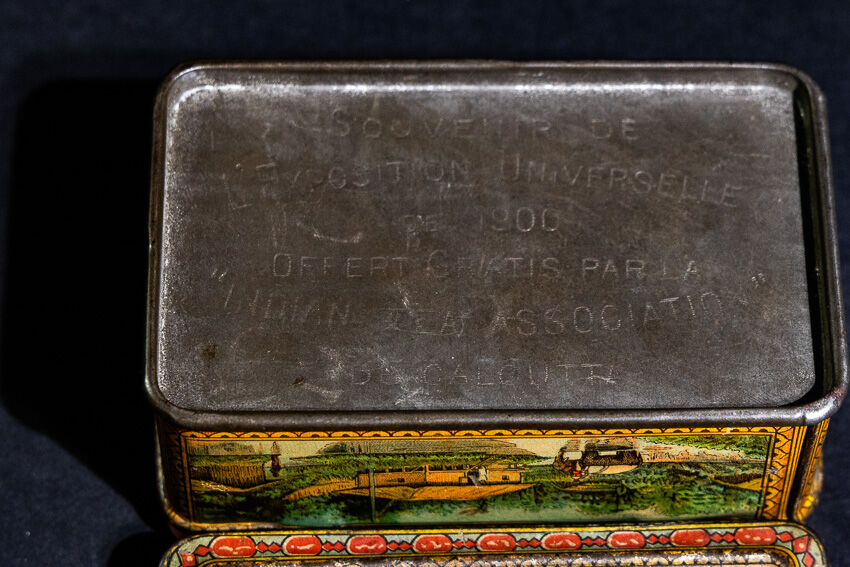 SOUVENIR DE
L'EXPOSITION UNIVERSELLE
DE 1900
OFFERT GRATIS PAR LA
"INDIAN TEA ASSOCIATION"
DE CALCUTTA